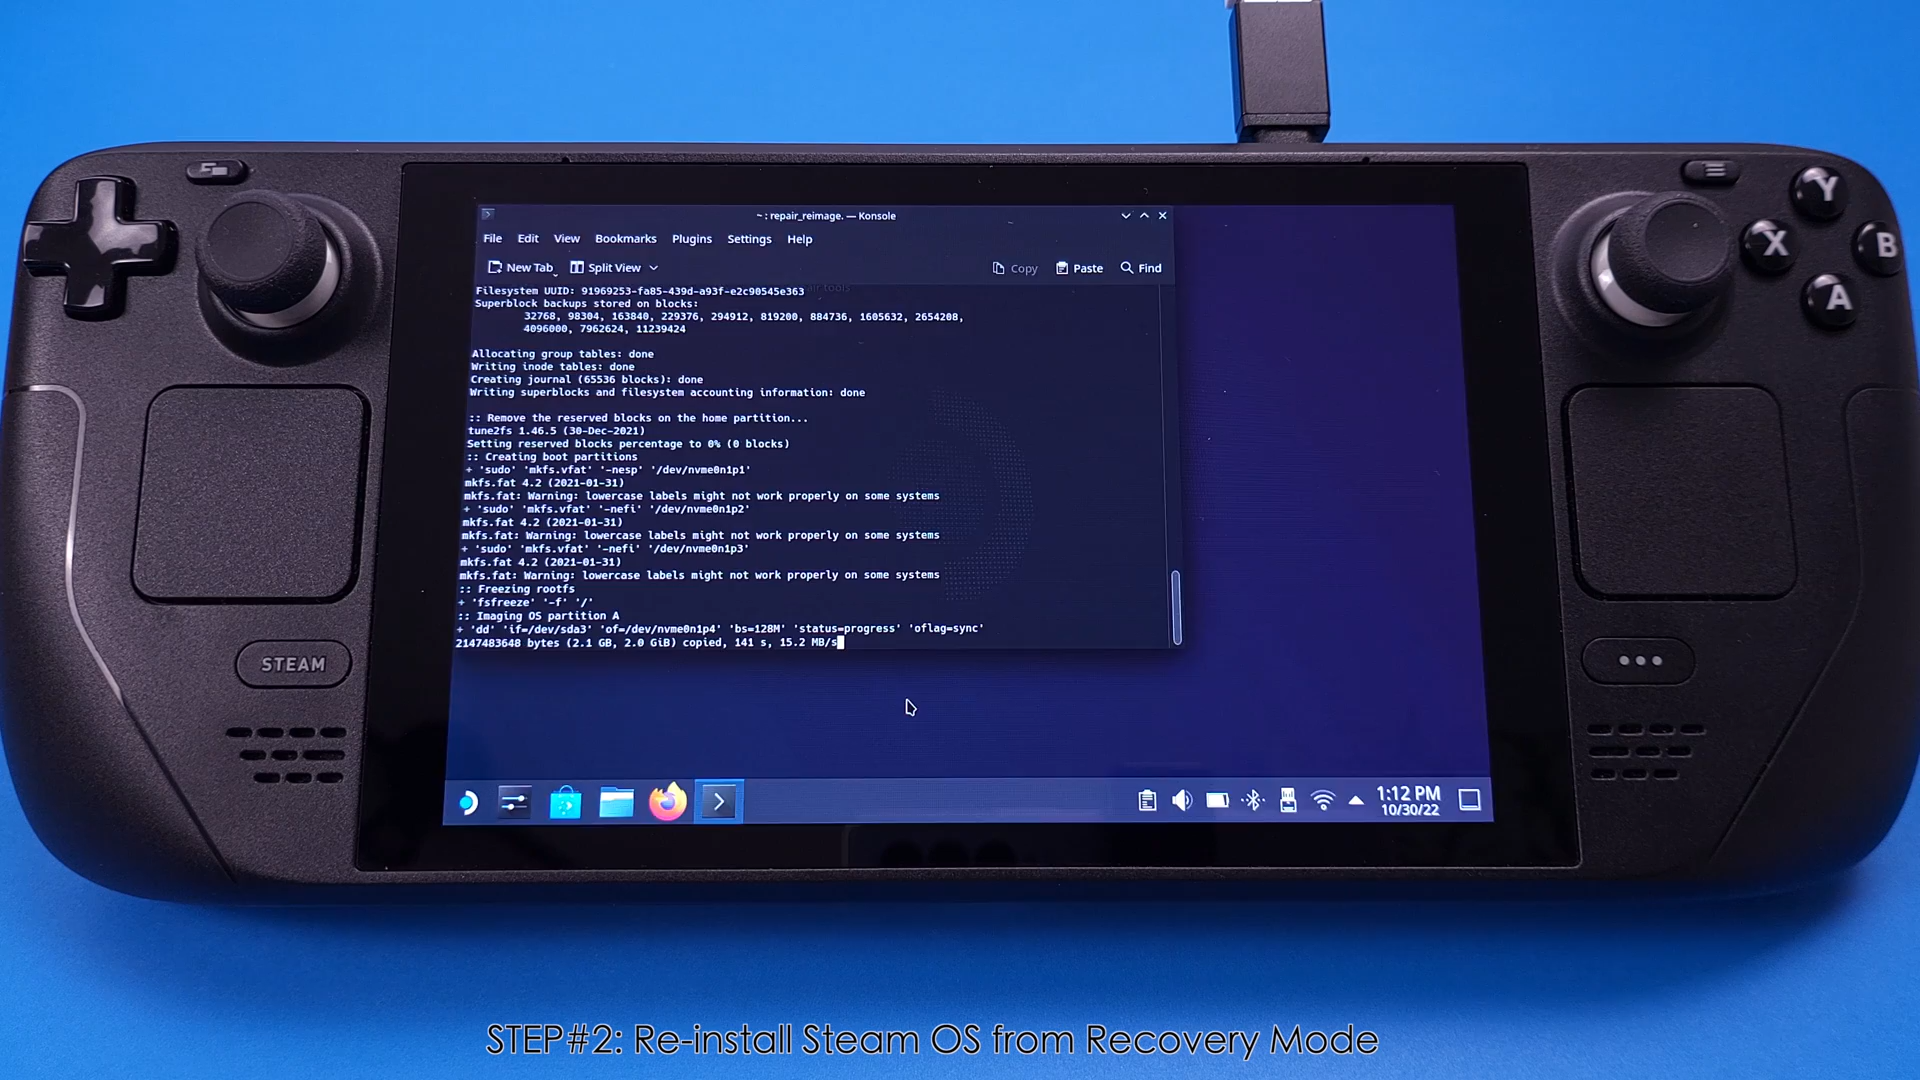 ~ : repair_reimage. — Konsole
File Edit View Bookmarks Plugins Settings Help
New Tab Split View Copy Paste Find
Filesystem UUID: 91969253-fa85-439d-a93f-e2c90545e363
Superblock backups stored on blocks:
32768, 98304, 163840, 229376, 294912, 819200, 884736, 1605632, 2654208,
4096000, 7962624, 11239424
Allocating group tables: done
Writing inode tables: done
Creating journal (65536 blocks): done
Writing superblocks and filesystem accounting information: done
:: Remove the reserved blocks on the home partition...
tune2fs 1.46.5 (30-Dec-2021)
Setting reserved blocks percentage to 0% (0 blocks)
:: Creating boot partitions
+ 'sudo' 'mkfs.vfat' '-nesp' '/dev/nvme0n1p1'
mkfs.fat 4.2 (2021-01-31)
mkfs.fat: Warning: lowercase labels might not work properly on some systems
+ 'sudo' 'mkfs.vfat' '-nefi' '/dev/nvme0n1p2'
mkfs.fat 4.2 (2021-01-31)
mkfs.fat: Warning: lowercase labels might not work properly on some systems
+ 'sudo' 'mkfs.vfat' '-nefi' '/dev/nvme0n1p3'
mkfs.fat 4.2 (2021-01-31)
mkfs.fat: Warning: lowercase labels might not work properly on some systems
:: Freezing rootfs
+ 'fsfreeze' '-f' '/'
:: Imaging OS partition A
+ 'dd' 'if=/dev/sda3' 'of=/dev/nvme0n1p4' 'bs=128M' 'status=progress' 'oflag=sync'
2147483648 bytes (2.1 GB, 2.0 GiB) copied, 141 s, 15.2 MB/s
1:12 PM
10/30/22
STEAM
Y
X
B
A
STEP#2: Re-install Steam OS from Recovery Mode